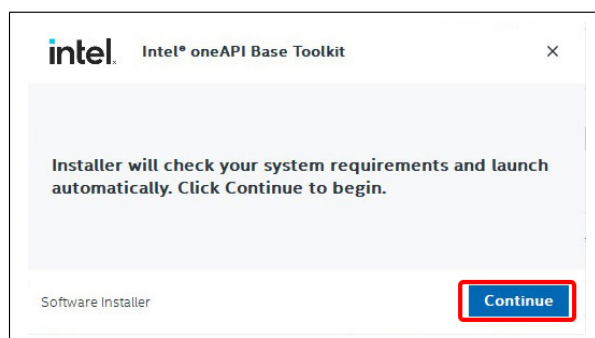 intel. Intel® oneAPI Base Toolkit
Installer will check your system requirements and launch
automatically. Click Continue to begin.
Software Installer
Continue